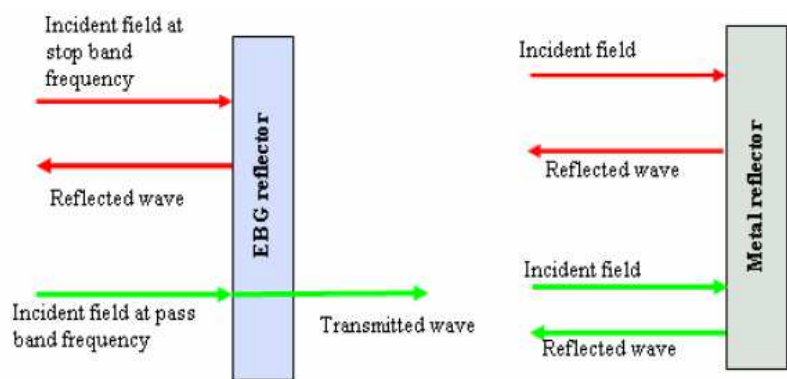 Incident field at
stop band
frequency
Reflected wave
EBG reflector
Incident field at pass
band frequency
Transmitted wave
Incident field
Reflected wave
Metal reflector
Incident field
Reflected wave